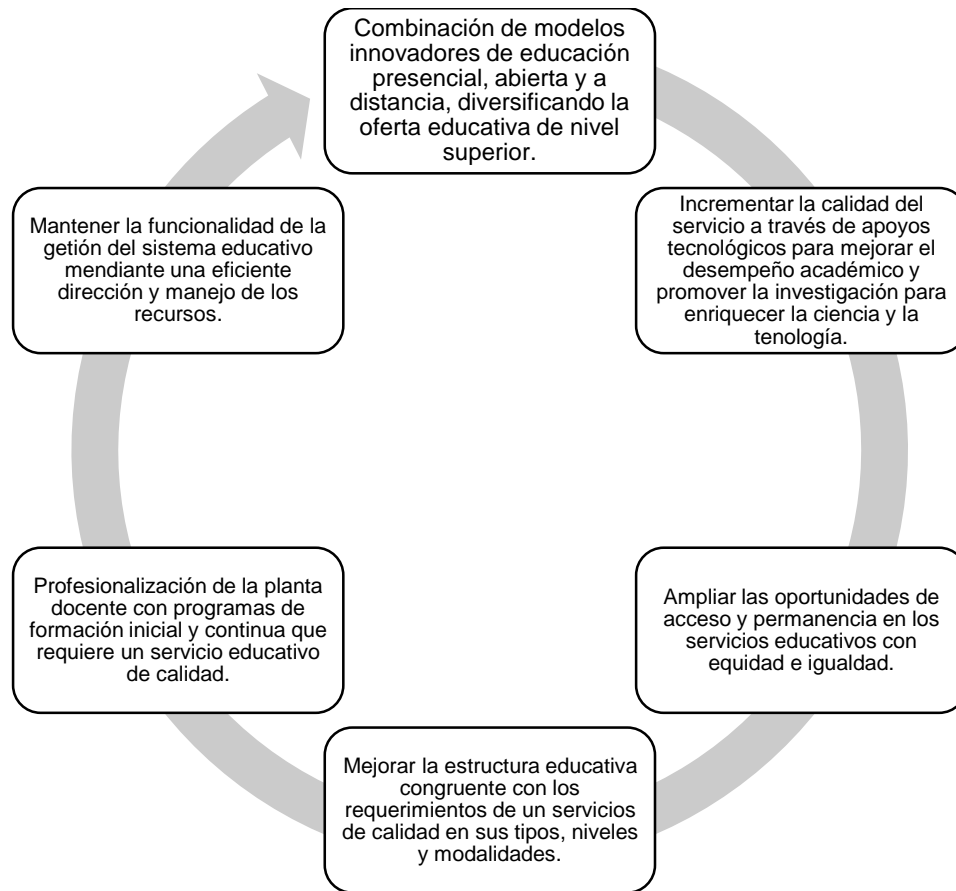 Combinación de modelos
innovadores de educación
presencial, abierta y a
distancia, diversificando la
oferta educativa de nivel
superior.
Incrementar la calidad del
servicio a través de apoyos
tecnológicos para mejorar el
desempeño académico y
promover la investigación para
enriquecer la ciencia y la
tenología.
Ampliar las oportunidades de
acceso y permanencia en los
servicios educativos con
equidad e igualdad.
Mejorar la estructura educativa
congruente con los
requerimientos de un servicios
de calidad en sus tipos, niveles
y modalidades.
Profesionalización de la planta
docente con programas de
formación inicial y continua que
requiere un servicio educativo
de calidad.
Mantener la funcionalidad de la
getión del sistema educativo
mendiante una eficiente
dirección y manejo de los
recursos.